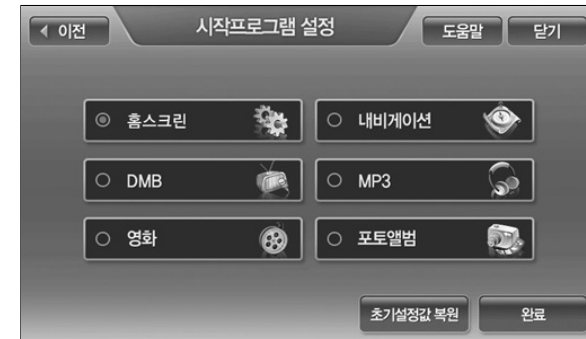 이전 시작프로그램 설정 도움말 닫기
홈스크린 내비게이션
DMB MP3
영화 포토앨범
초기설정값 복원 완료